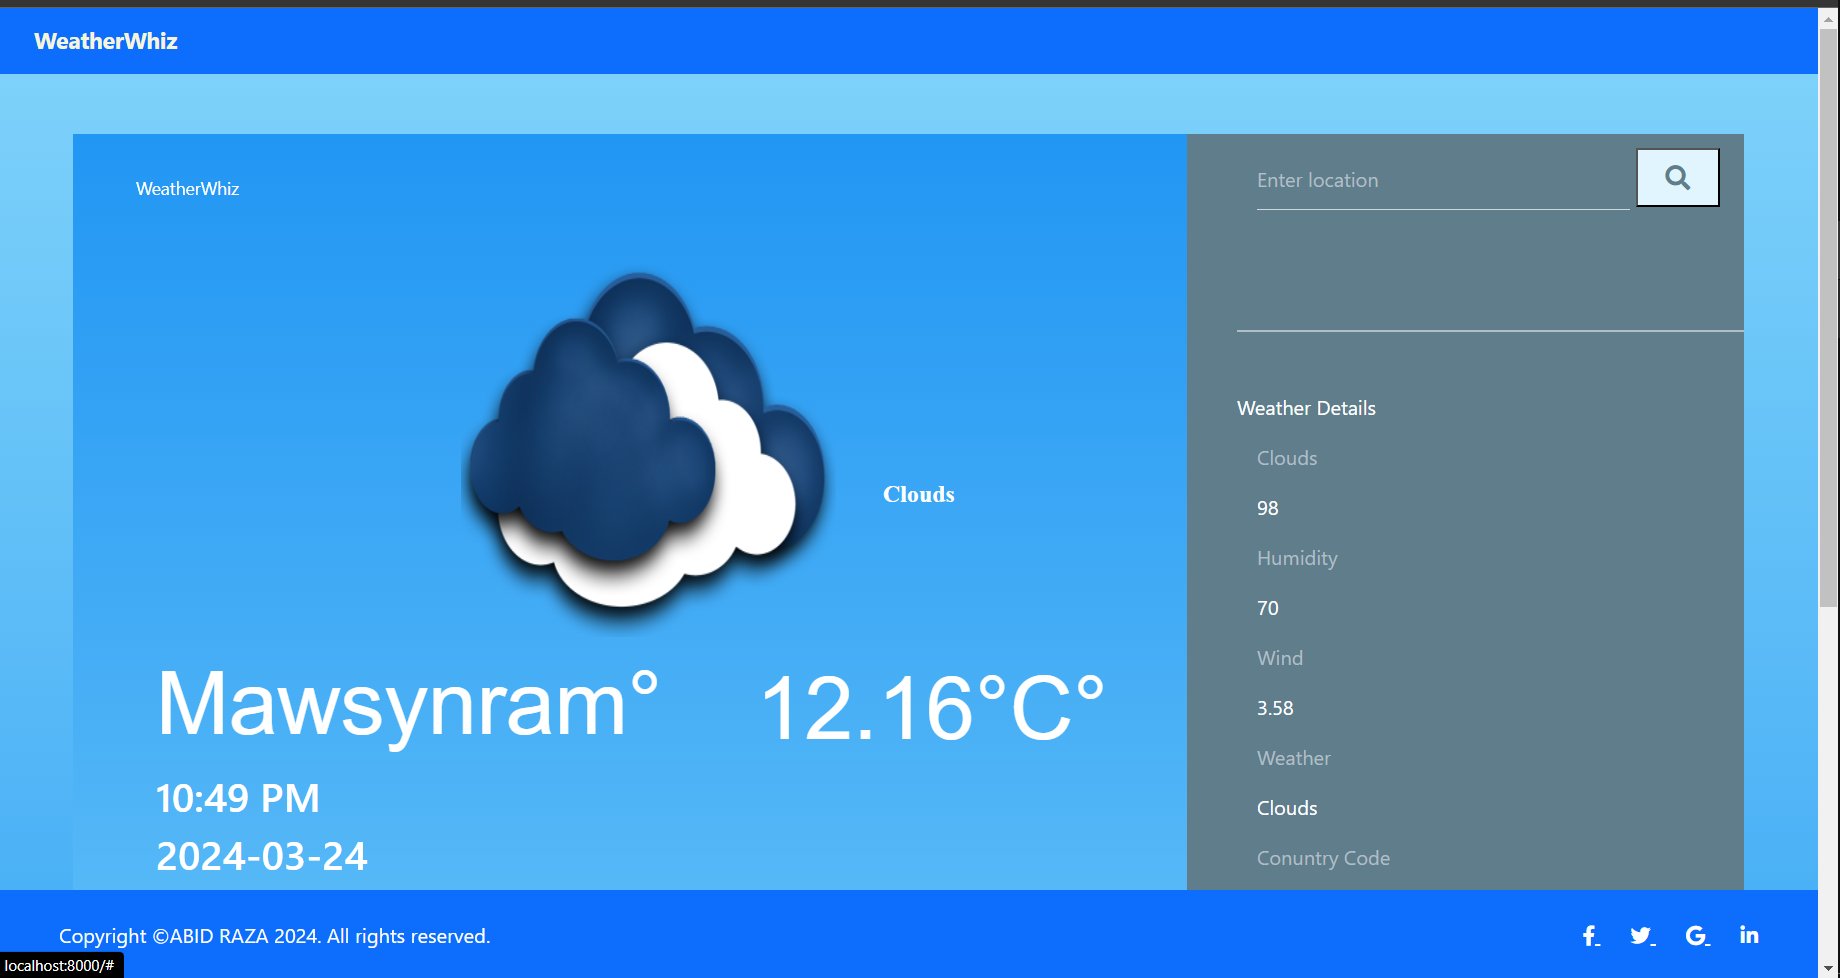 WeatherWhiz
WeatherWhiz
Clouds
Mawsynram° 12.16°C°
10:49 PM
2024-03-24
Enter location
Weather Details
Clouds
98
Humidity
70
Wind
3.58
Weather
Clouds
Conuntry Code
Copyright ©ABID RAZA 2024. All rights reserved.
localhost:8000/#